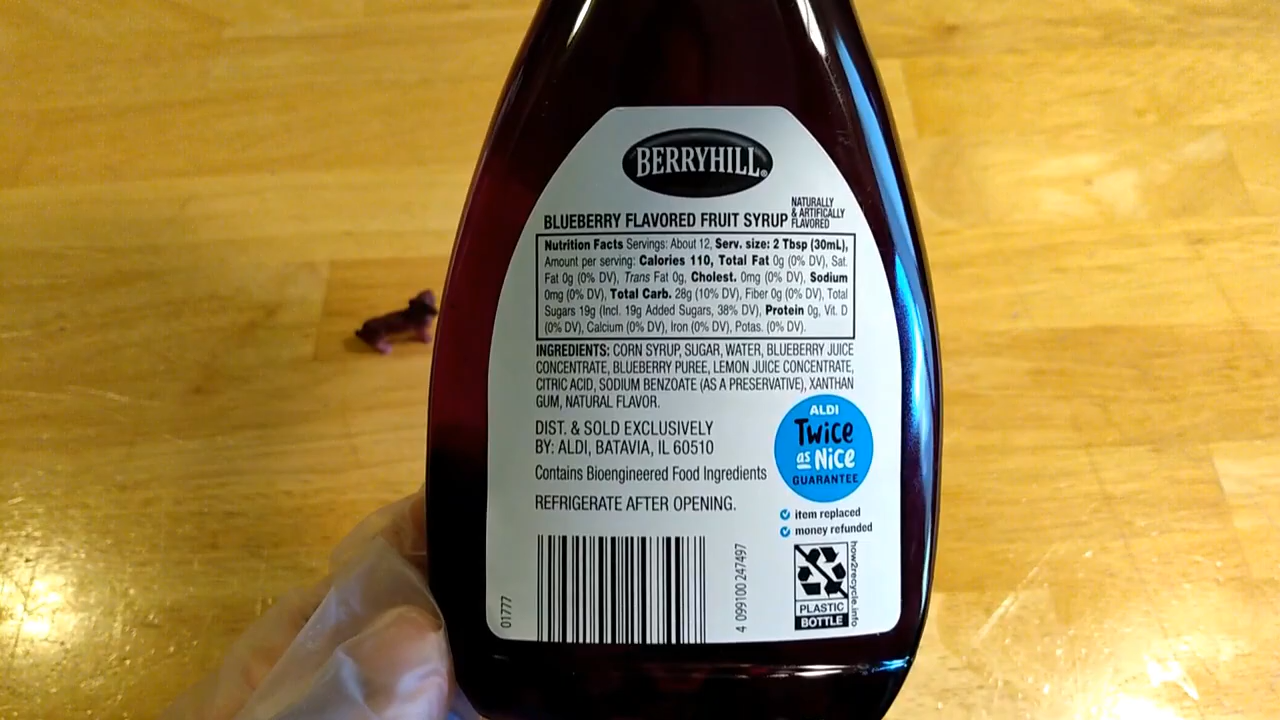 BERRYHILL®
BLUEBERRY FLAVORED FRUIT SYRUP NATURALLY & ARTIFICIALLY FLAVORED
Nutrition Facts Servings: About 12, Serv. size: 2 Tbsp (30mL),
Amount per serving: Calories 110, Total Fat 0g (0% DV), Sat.
Fat 0g (0% DV), Trans Fat 0g, Cholest. 0mg (0% DV), Sodium
0mg (0% DV), Total Carb. 28g (10% DV), Fiber 0g (0% DV), Total
Sugars 19g (Incl. 19g Added Sugars, 38% DV), Protein 0g, Vit. D
(0% DV), Calcium (0% DV), Iron (0% DV), Potas. (0% DV).
INGREDIENTS: CORN SYRUP, SUGAR, WATER, BLUEBERRY JUICE
CONCENTRATE, BLUEBERRY PUREE, LEMON JUICE CONCENTRATE,
CITRIC ACID, SODIUM BENZOATE (AS A PRESERVATIVE), XANTHAN
GUM, NATURAL FLAVOR.
DIST. & SOLD EXCLUSIVELY
BY: ALDI, BATAVIA, IL 60510
Contains Bioengineered Food Ingredients
REFRIGERATE AFTER OPENING.
ALDI
Twice
as Nice
GUARANTEE
item replaced
money refunded
01777
4 099100 247497
PLASTIC
BOTTLE
how2recycle.info